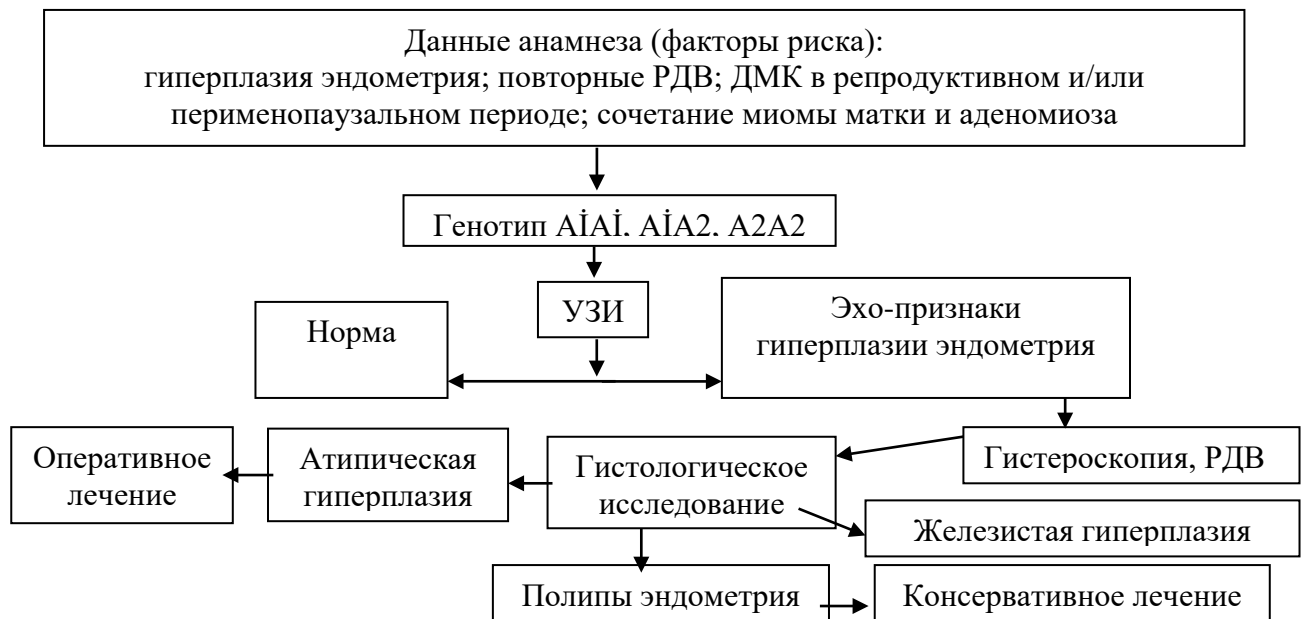 Данные анамнеза (факторы риска):
гиперплазия эндометрия; повторные РДВ; ДМК в репродуктивном и/или
перименопаузальном периоде; сочетание миомы матки и аденомиоза
Генотип АİАİ, АİА2, А2А2
УЗИ
Норма
Эхо-признаки
гиперплазии эндометрия
Оперативное
лечение
Атипическая
гиперплазия
Гистологическое
исследование
Гистероскопия, РДВ
Железистая гиперплазия
Полипы эндометрия
Консервативное лечение